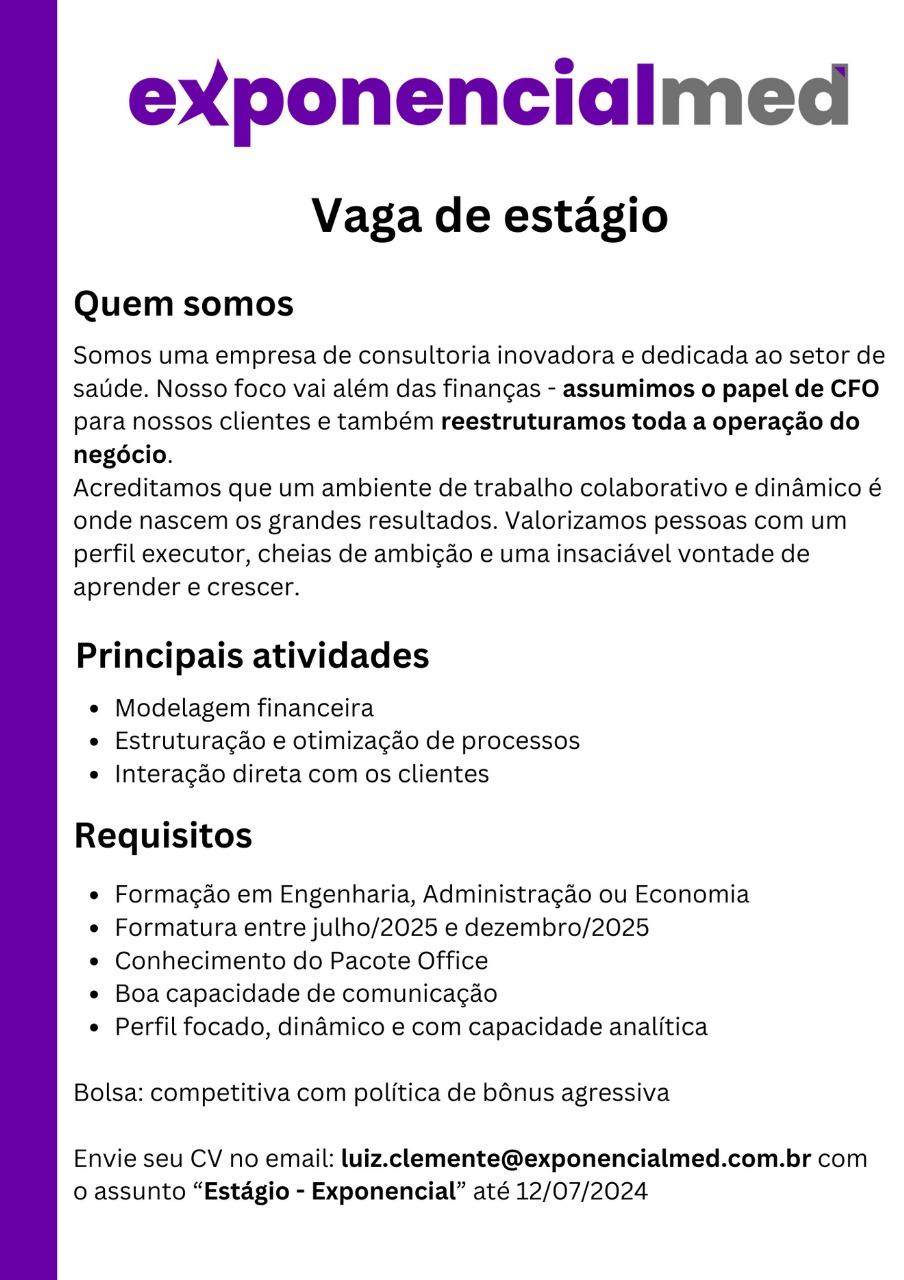 exponencialmed
Vaga de estágio
Quem somos
Somos uma empresa de consultoria inovadora e dedicada ao setor de
saúde. Nosso foco vai além das finanças - assumimos o papel de CFO
para nossos clientes e também reestruturamos toda a operação do
negócio.
Acreditamos que um ambiente de trabalho colaborativo e dinâmico é
onde nascem os grandes resultados. Valorizamos pessoas com um
perfil executor, cheias de ambição e uma insaciável vontade de
aprender e crescer.
Principais atividades
• Modelagem financeira
• Estruturação e otimização de processos
• Interação direta com os clientes
Requisitos
• Formação em Engenharia, Administração ou Economia
• Formatura entre julho/2025 e dezembro/2025
• Conhecimento do Pacote Office
• Boa capacidade de comunicação
• Perfil focado, dinâmico e com capacidade analítica
Bolsa: competitiva com política de bônus agressiva
Envie seu CV no email: luiz.clemente@exponencialmed.com.br com
o assunto “Estágio - Exponencial” até 12/07/2024